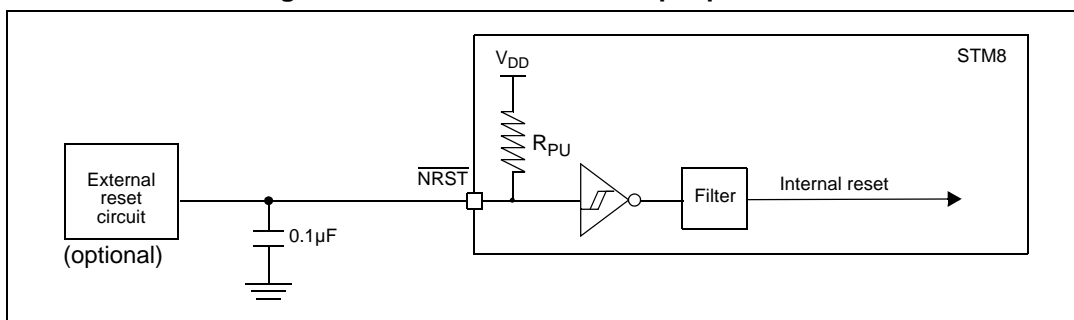 STM8
VDD
RPU
NRST
External
reset
circuit
(optional)
0.1µF
Filter
Internal reset